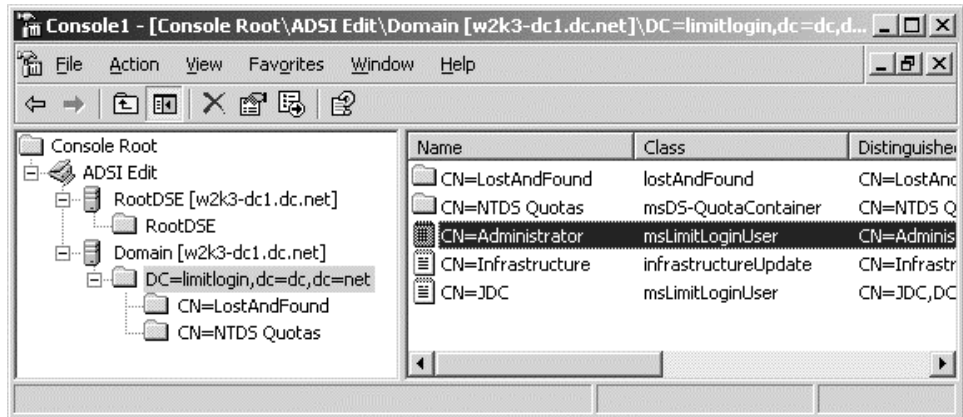 Console1 - [Console Root\ADSI Edit\Domain [w2k3-dc1.dc.net]\DC=limitlogin,dc=dc,d...
File Action View Favorites Window Help
Console Root
ADSI Edit
RootDSE [w2k3-dc1.dc.net]
RootDSE
Domain [w2k3-dc1.dc.net]
DC=limitlogin,dc=dc,dc=net
CN=LostAndFound
CN=NTDS Quotas
Name Class Distinguishe
CN=LostAndFound lostAndFound CN=LostAnd
CN=NTDS Quotas msDS-QuotaContainer CN=NTDS Q
CN=Administrator msLimitLoginUser CN=Adminis
CN=Infrastructure infrastructureUpdate CN=Infrastr
CN=JDC msLimitLoginUser CN=JDC,DC